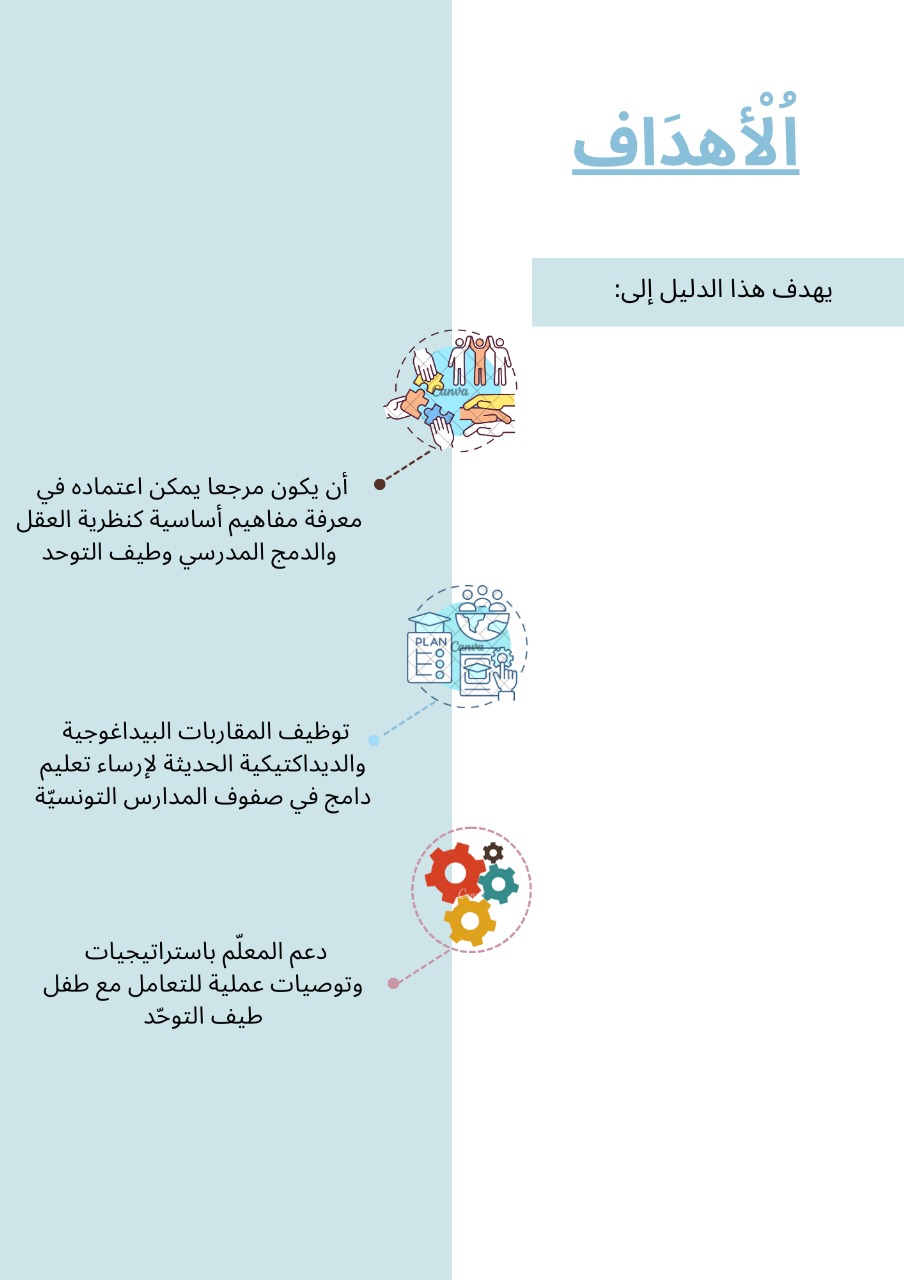 اُلْأهدَاف
يهدف هذا الدليل إلى:
Canva
أن يكون مرجعا يمكن اعتماده في
معرفة مفاهيم أساسية كنظرية العقل
والدمج المدرسي وطيف التوحد
PLAN
Canva
توظيف المقاربات البيداغوجية
والديداكتيكية الحديثة لإرساء تعليم
دامج في صفوف المدارس التونسيّة
دعم المعلّم باستراتيجيات
وتوصيات عملية للتعامل مع طفل
طيف التوحّد